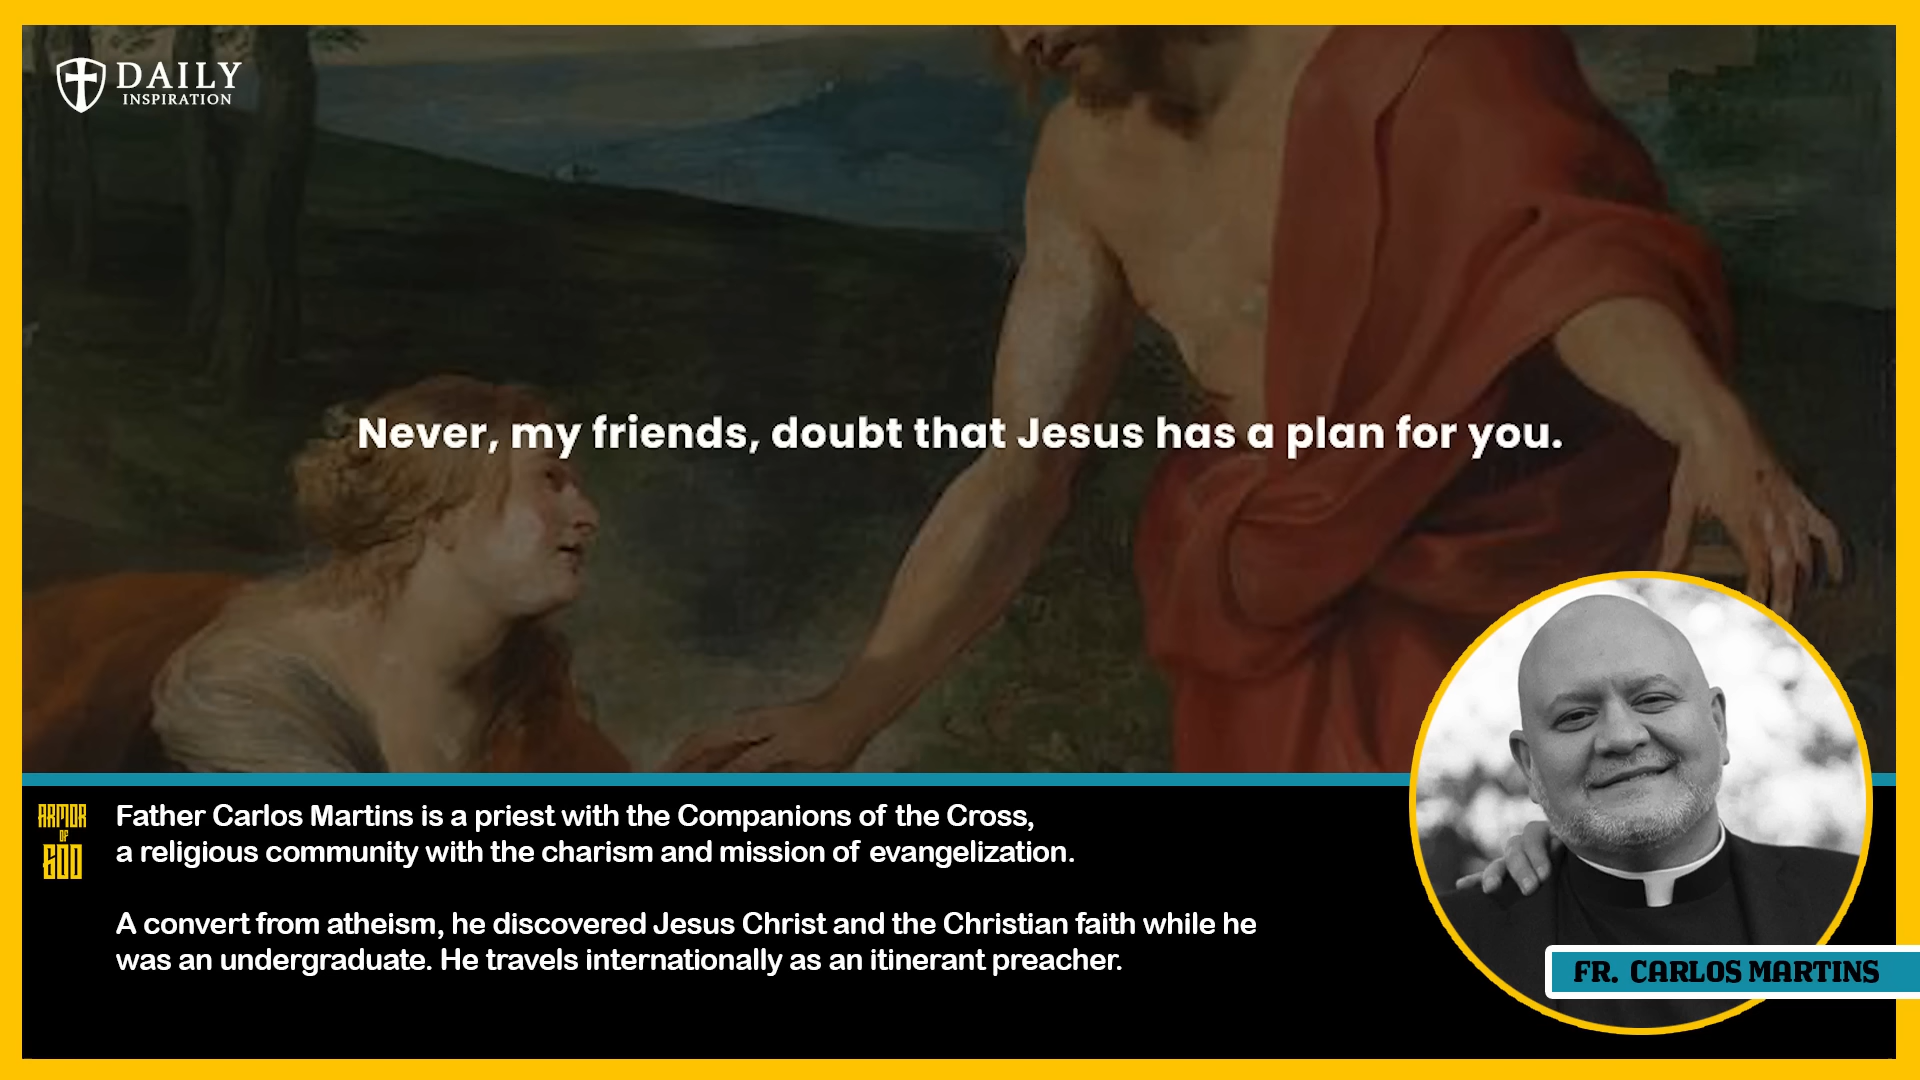 DAILY
INSPIRATION
Never, my friends, doubt that Jesus has a plan for you.
ARMOR
OF
GOD
Father Carlos Martins is a priest with the Companions of the Cross,
a religious community with the charism and mission of evangelization.
A convert from atheism, he discovered Jesus Christ and the Christian faith while he
was an undergraduate. He travels internationally as an itinerant preacher.
FR. CARLOS MARTINS